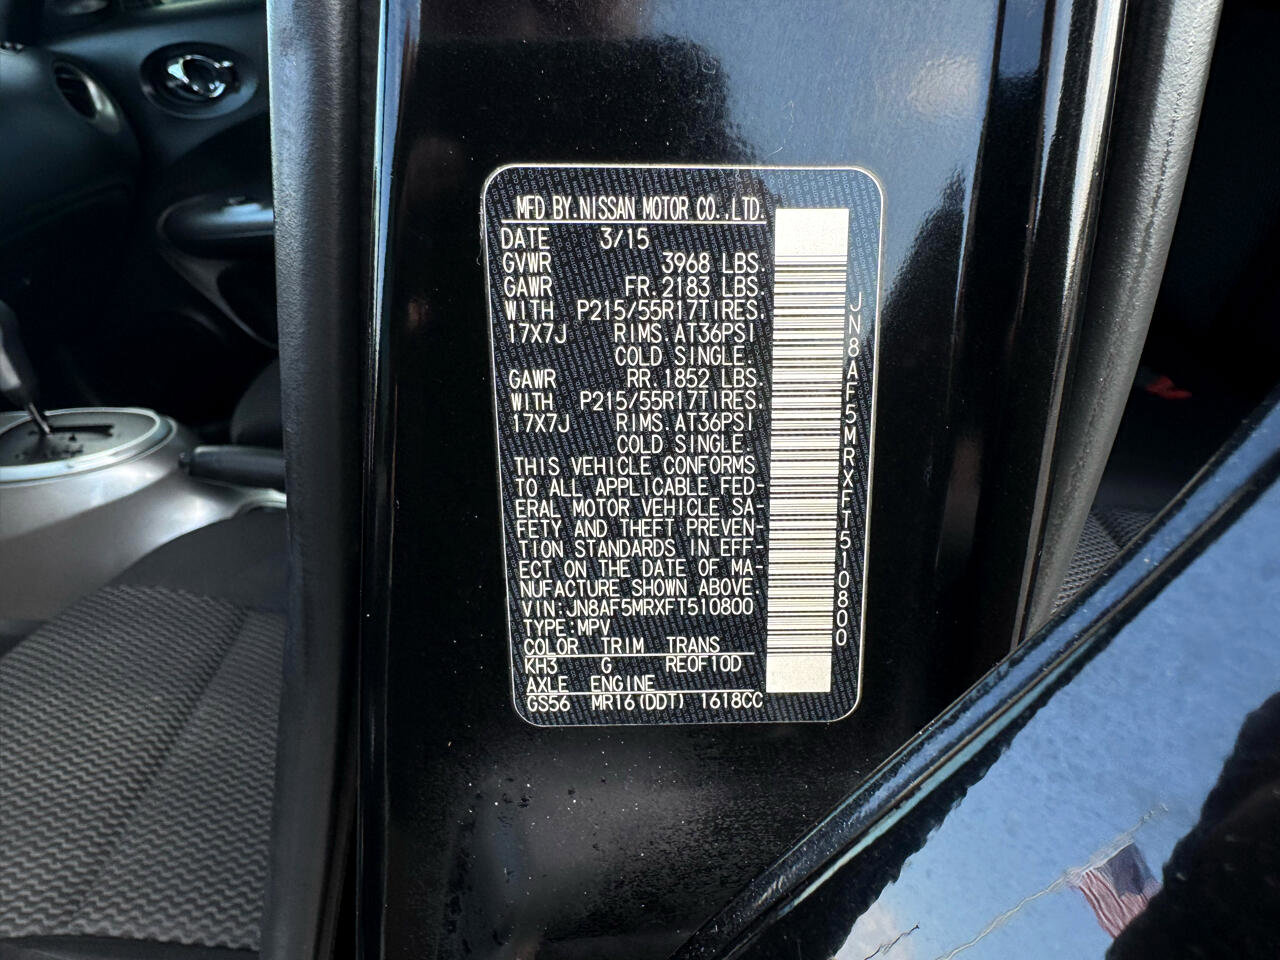 MFD BY.NISSAN MOTOR CO.,LTD.
DATE 3/15
GVWR 3968 LBS.
GAWR FR.2183 LBS.
WITH P215/55R17TIRES.
17X7J RIMS.AT36PSI
COLD SINGLE.
GAWR RR.1852 LBS.
WITH P215/55R17TIRES.
17X7J RIMS.AT36PSI
COLD SINGLE.
THIS VEHICLE CONFORMS
TO ALL APPLICABLE FED-
ERAL MOTOR VEHICLE SA-
FETY AND THEFT PREVEN-
TION STANDARDS IN EFF-
ECT ON THE DATE OF MA-
NUFACTURE SHOWN ABOVE.
VIN:JN8AF5MRXFT510800
TYPE:MPV
COLOR TRIM TRANS
KH3 G RE0F10D
AXLE ENGINE
GS56 MR16(DDT) 1618CC
JN8AF5MRXFT510800